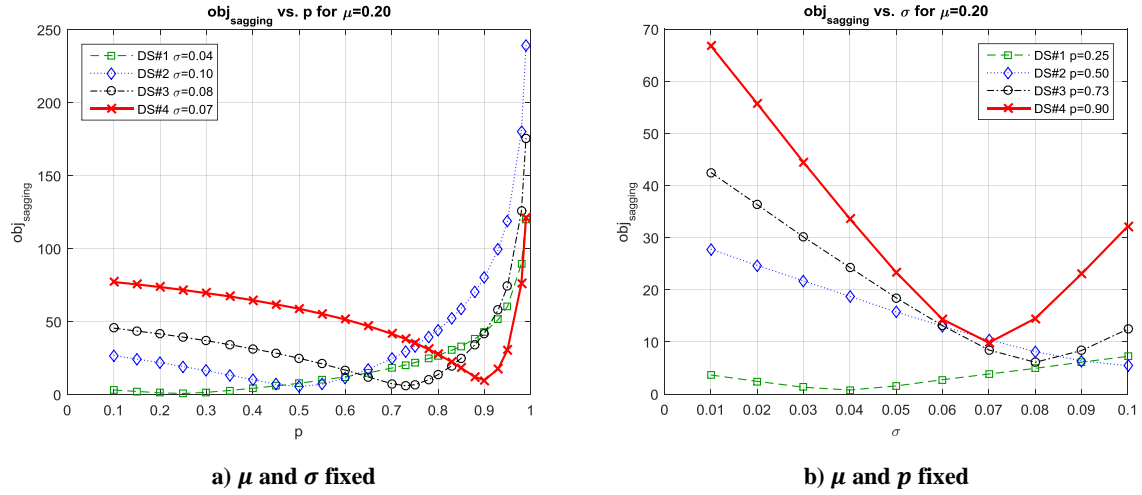 obj_sagging vs. p for μ=0.20
250
200
150
100
50
0
obj_sagging
DS#1 σ=0.04
DS#2 σ=0.10
DS#3 σ=0.08
DS#4 σ=0.07
0 0.1 0.2 0.3 0.4 0.5 0.6 0.7 0.8 0.9 1
p
a) μ and σ fixed
obj_sagging vs. σ for μ=0.20
70
60
50
40
30
20
10
0
obj_sagging
DS#1 p=0.25
DS#2 p=0.50
DS#3 p=0.73
DS#4 p=0.90
0 0.01 0.02 0.03 0.04 0.05 0.06 0.07 0.08 0.09 0.1
σ
b) μ and p fixed